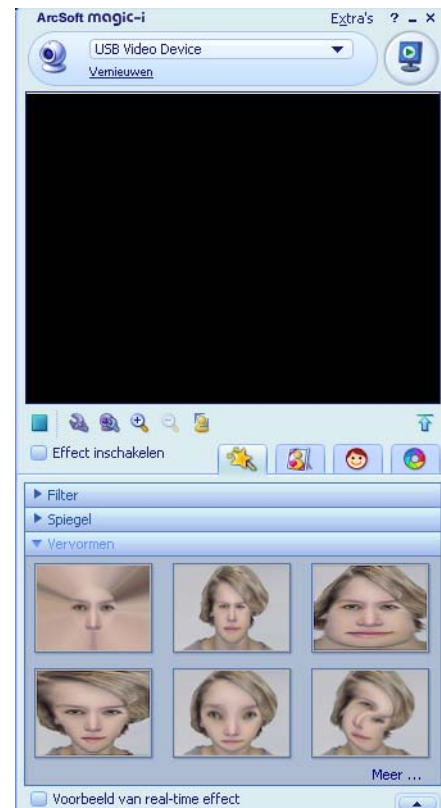 ArcSoft magic-i Extra's ? - ×
USB Video Device
Vernieuwen
Effect inschakelen
Filter
Spiegel
Vervormen
Meer ...
Voorbeeld van real-time effect